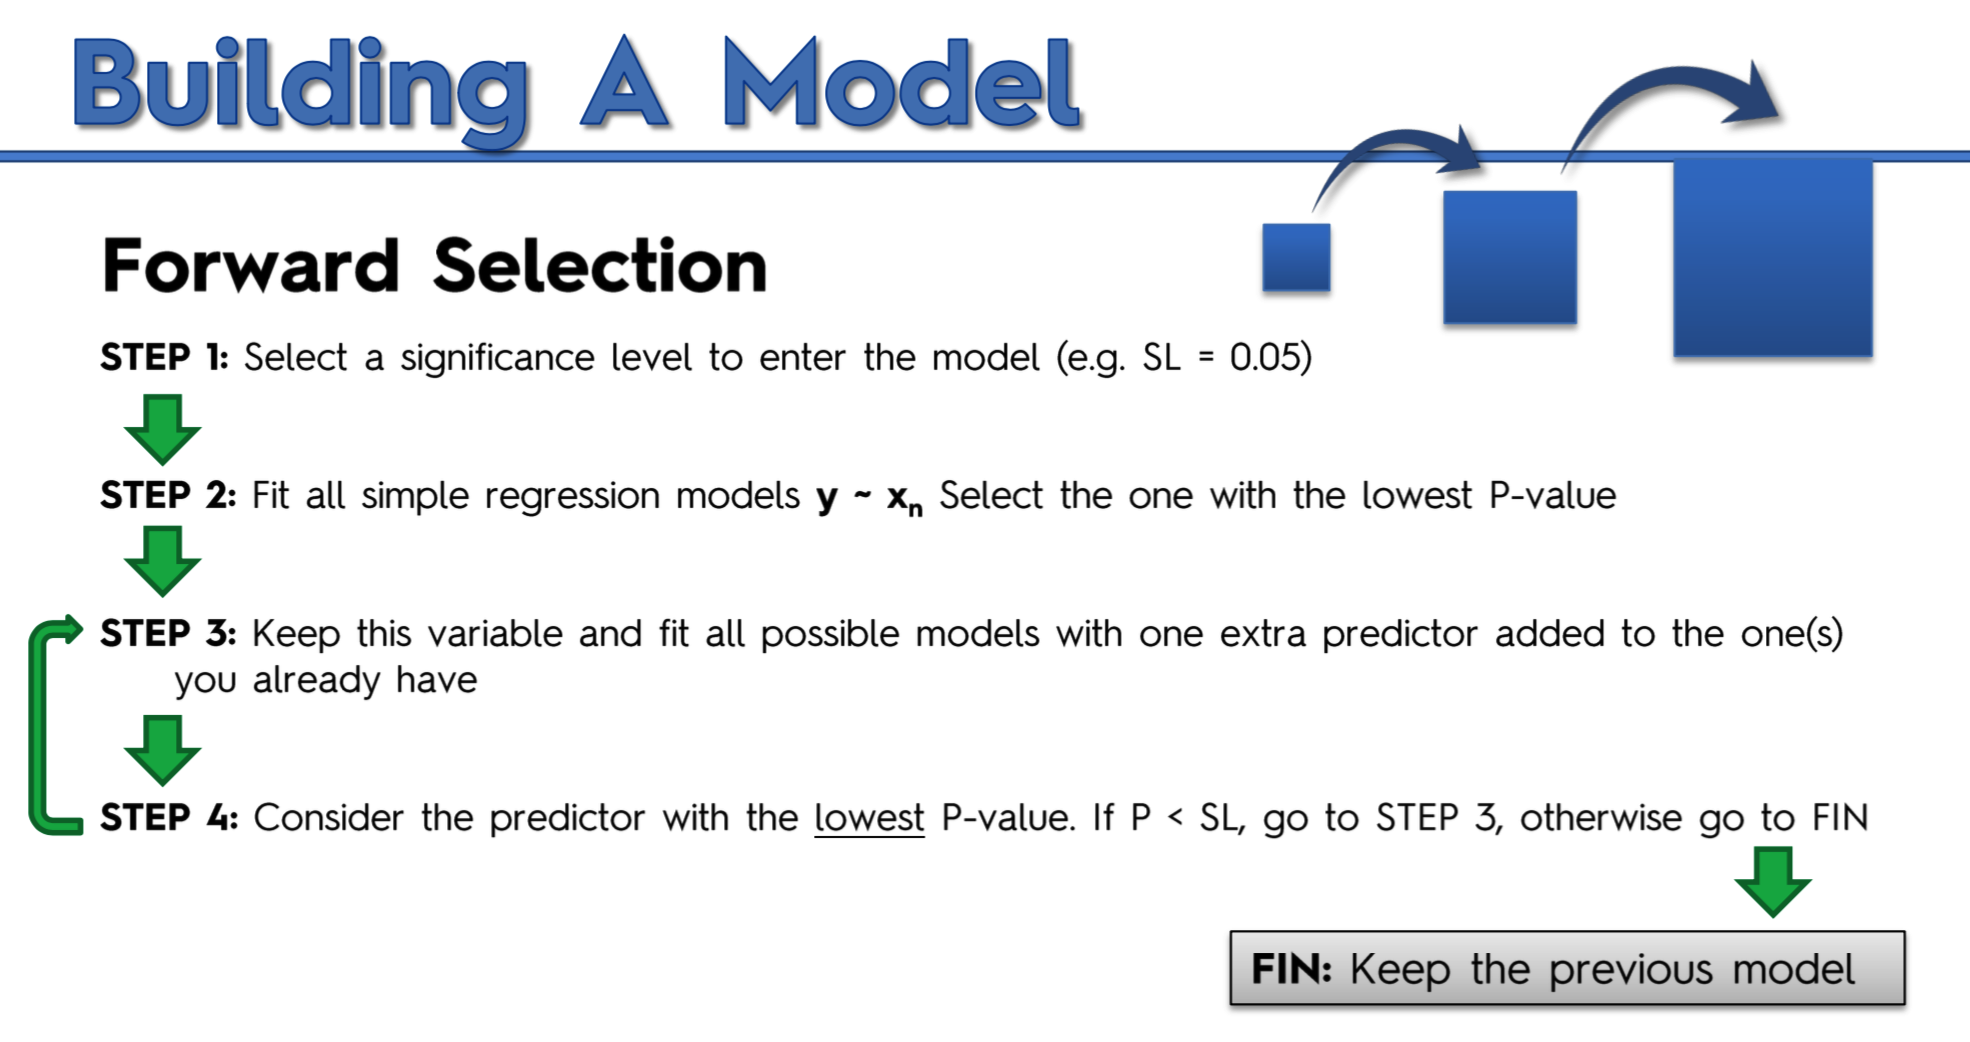 Building A Model
Forward Selection
STEP 1: Select a significance level to enter the model (e.g. SL = 0.05)
STEP 2: Fit all simple regression models y ~ xₙ Select the one with the lowest P-value
STEP 3: Keep this variable and fit all possible models with one extra predictor added to the one(s)
you already have
STEP 4: Consider the predictor with the lowest P-value. If P < SL, go to STEP 3, otherwise go to FIN
FIN: Keep the previous model